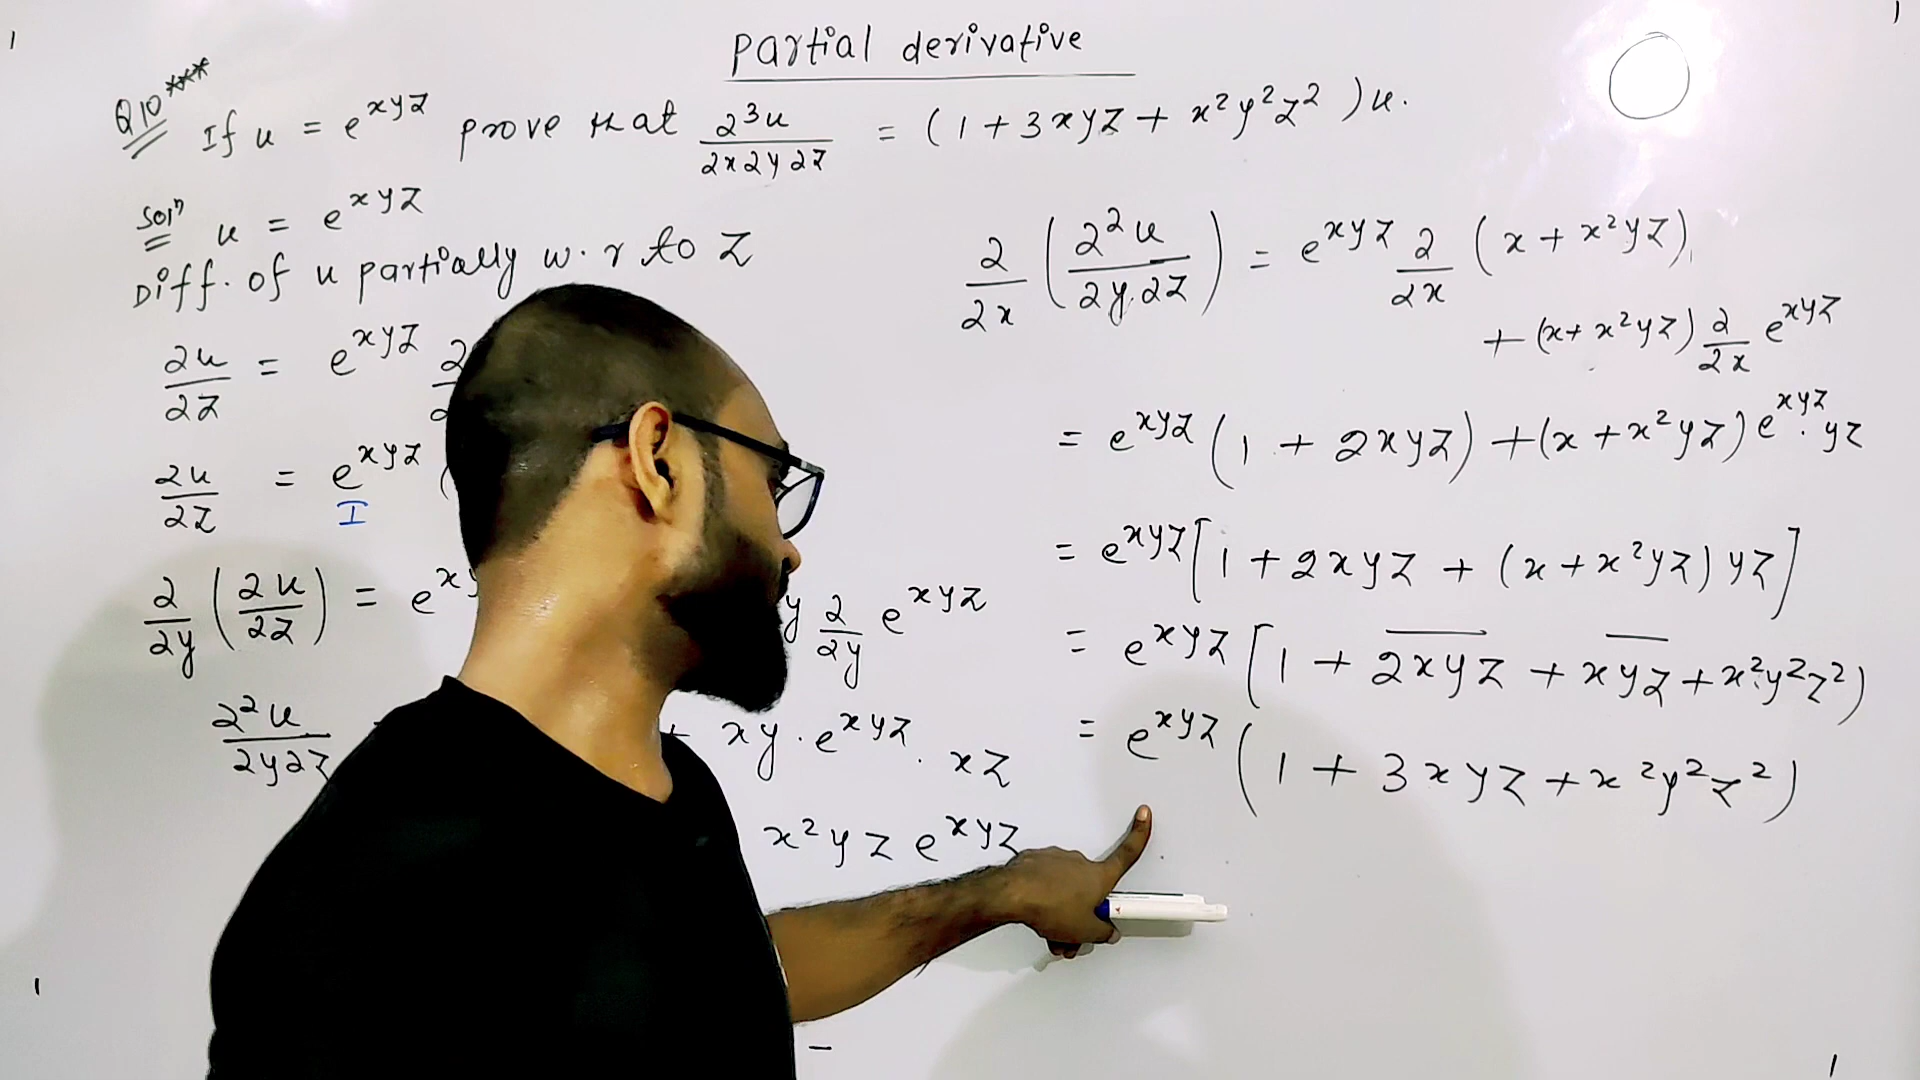 Partial derivative
Q10***
If u = e^xyz prove that ∂³u/∂x∂y∂z = (1 + 3xyz + x²y²z²)u.
Solⁿ u = e^xyz
Diff. of u partially w.r to z
∂u/∂z = e^xyz ∂
∂u/∂z = e^xyz (
I
∂/∂y (∂u/∂z) = e^xy y ∂/∂y e^xyz
∂²u/∂y∂z + xy · e^xyz · xz
x²yz e^xyz
∂/∂x (∂²u/∂y.∂z) = e^xyz ∂/∂x (x + x²yz)
+ (x + x²yz) ∂/∂x e^xyz
= e^xyz (1 + 2xyz) + (x + x²yz) e^xyz · yz
= e^xyz [1 + 2xyz + (x + x²yz) yz]
= e^xyz [1 + 2xyz + xyz + x²y²z²)
= e^xyz (1 + 3xyz + x²y²z²)